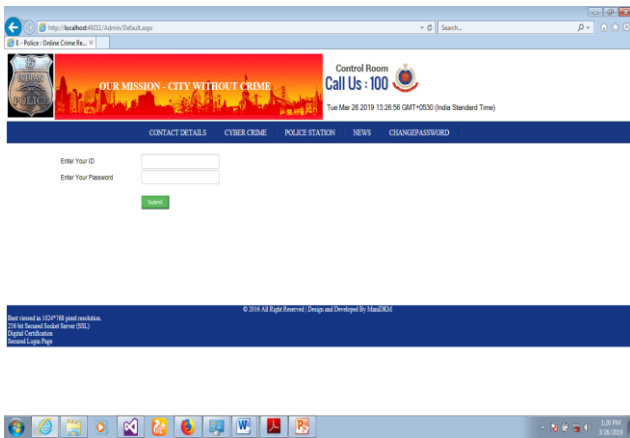 http://localhost:49202/Admin/Default.aspx
Search...
E - Police : Online Crime Re...
INDIAN
POLICE
OUR MISSION - CITY WITHOUT CRIME
Control Room
Call Us : 100
Tue Mar 26 2019 13:26:56 GMT+0530 (India Standard Time)
CONTACT DETAILS CYBER CRIME POLICE STATION NEWS CHANGEPASSWORD
Enter Your ID
Enter Your Password
Submit
© 2016 All Right Reserved | Design and Developed By ManiDKM
Best viewed in 1024*768 pixel resolution.
256 bit Secured Socket Server (SSL)
Digital Certification
Secured Login Page
1:26 PM
3/26/2019